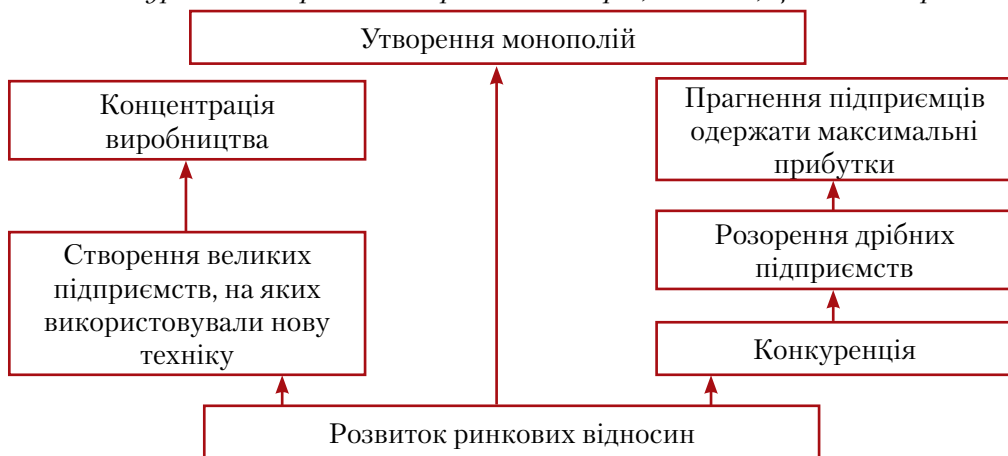 Утворення монополій
Концентрація
виробництва
Прагнення підприємців
одержати максимальні
прибутки
Створення великих
підприємств, на яких
використовували нову
техніку
Розорення дрібних
підприємств
Конкуренція
Розвиток ринкових відносин